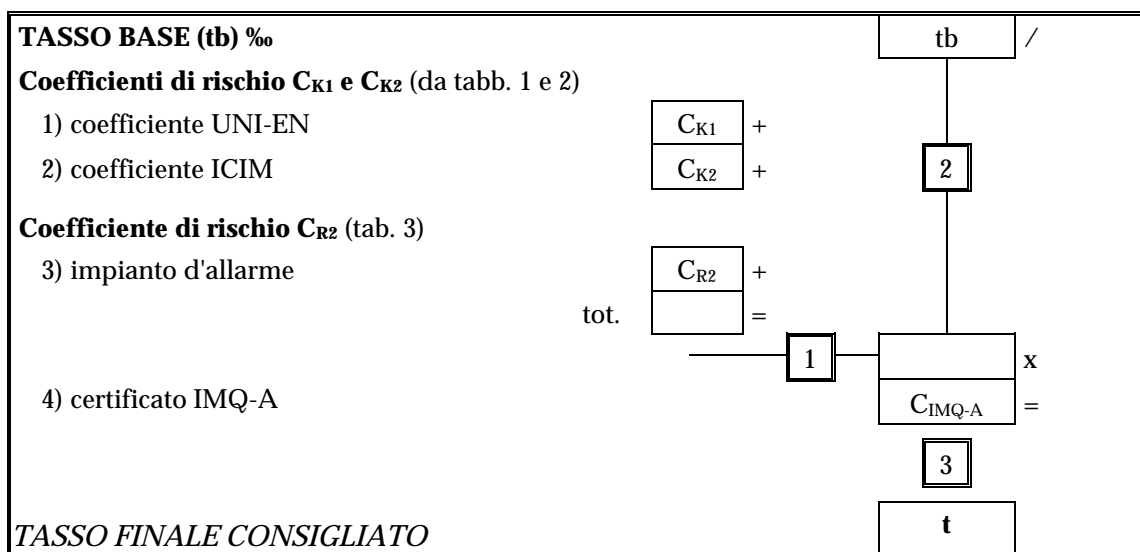 TASSO BASE (tb) ‰ tb /
Coefficienti di rischio CK1 e CK2 (da tabb. 1 e 2)
1) coefficiente UNI-EN CK1 +
2) coefficiente ICIM CK2 + 2
Coefficiente di rischio CR2 (tab. 3)
3) impianto d'allarme CR2 +
tot. =
1 x
4) certificato IMQ-A CIMQ-A =
3
TASSO FINALE CONSIGLIATO t